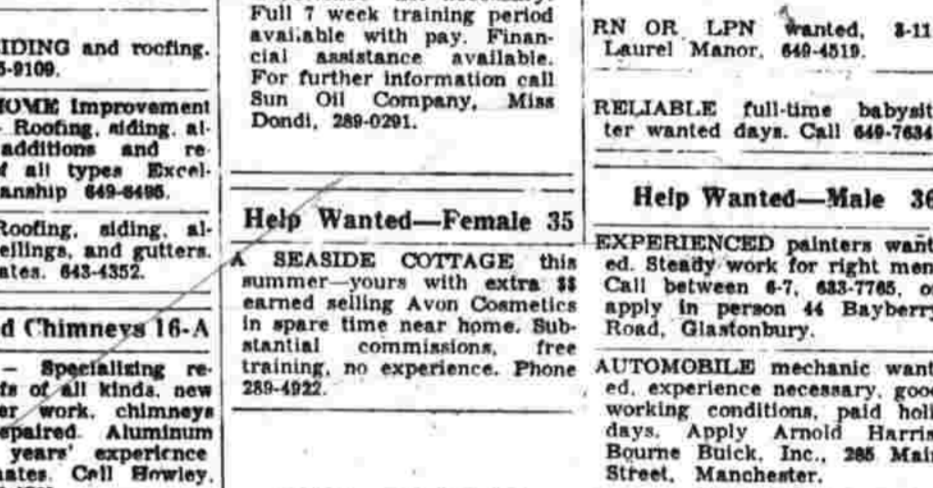 IDING and roofing.
5-9109.
OME Improvement
Roofing, siding, al-
additions and re-
f all types Excel-
anship 649-6495.
Roofing, siding, al-
eilings, and gutters.
ates. 643-4352.
d Chimneys 16-A
— Specializing re-
ts of all kinds, new
er work, chimneys
epaired. Aluminum
years' experience
ates. Call Howley,
Full 7 week training period
available with pay. Finan-
cial assistance available.
For further information call
Sun Oil Company, Miss
Dondi, 289-0291.
Help Wanted—Female 35
A SEASIDE COTTAGE this
summer—yours with extra $$
earned selling Avon Cosmetics
in spare time near home. Sub-
stantial commissions, free
training, no experience. Phone
289-4922.
RN OR LPN wanted, 3-11
Laurel Manor, 649-4519.
RELIABLE full-time babysit-
ter wanted days. Call 649-7634
Help Wanted—Male 36
EXPERIENCED painters want-
ed. Steady work for right men
Call between 6-7, 633-7765, o
apply in person 44 Bayberry
Road, Glastonbury.
AUTOMOBILE mechanic want-
ed, experience necessary, good
working conditions, paid holi-
days. Apply Arnold Harris
Bourne Buick, Inc., 285 Main
Street, Manchester.